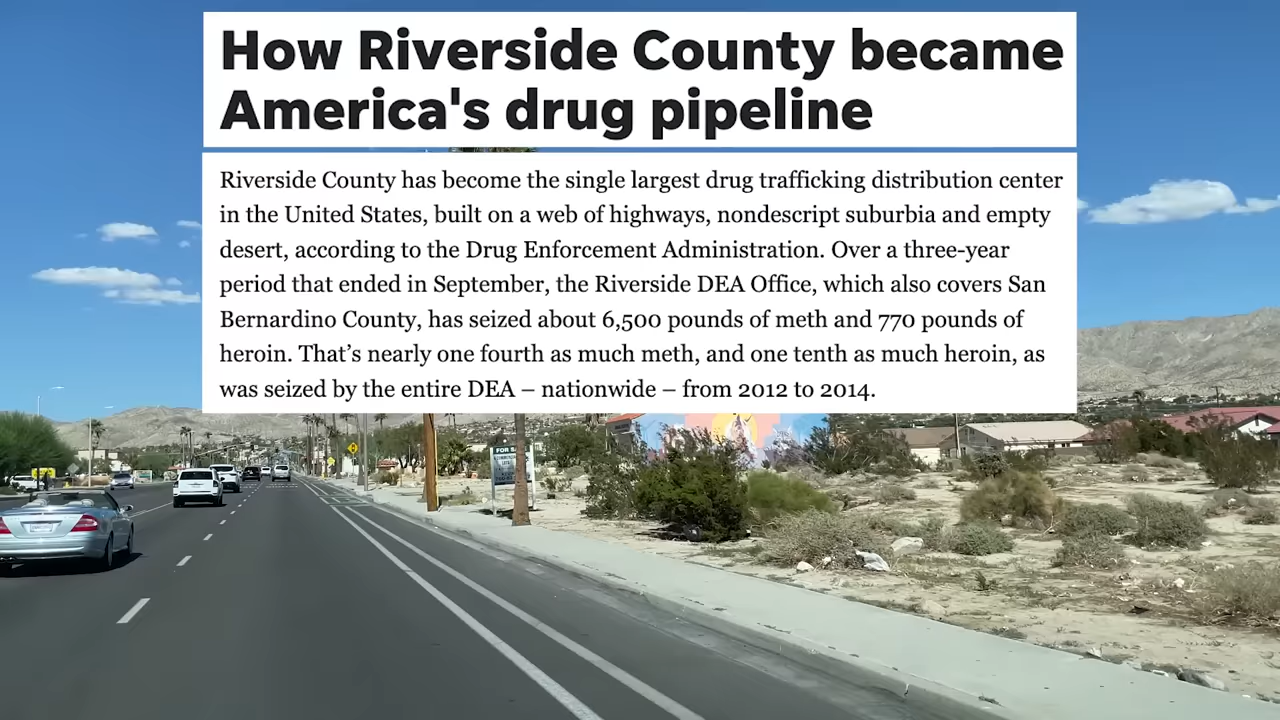 How Riverside County became
America's drug pipeline
Riverside County has become the single largest drug trafficking distribution center
in the United States, built on a web of highways, nondescript suburbia and empty
desert, according to the Drug Enforcement Administration. Over a three-year
period that ended in September, the Riverside DEA Office, which also covers San
Bernardino County, has seized about 6,500 pounds of meth and 770 pounds of
heroin. That’s nearly one fourth as much meth, and one tenth as much heroin, as
was seized by the entire DEA – nationwide – from 2012 to 2014.
FOR SALE